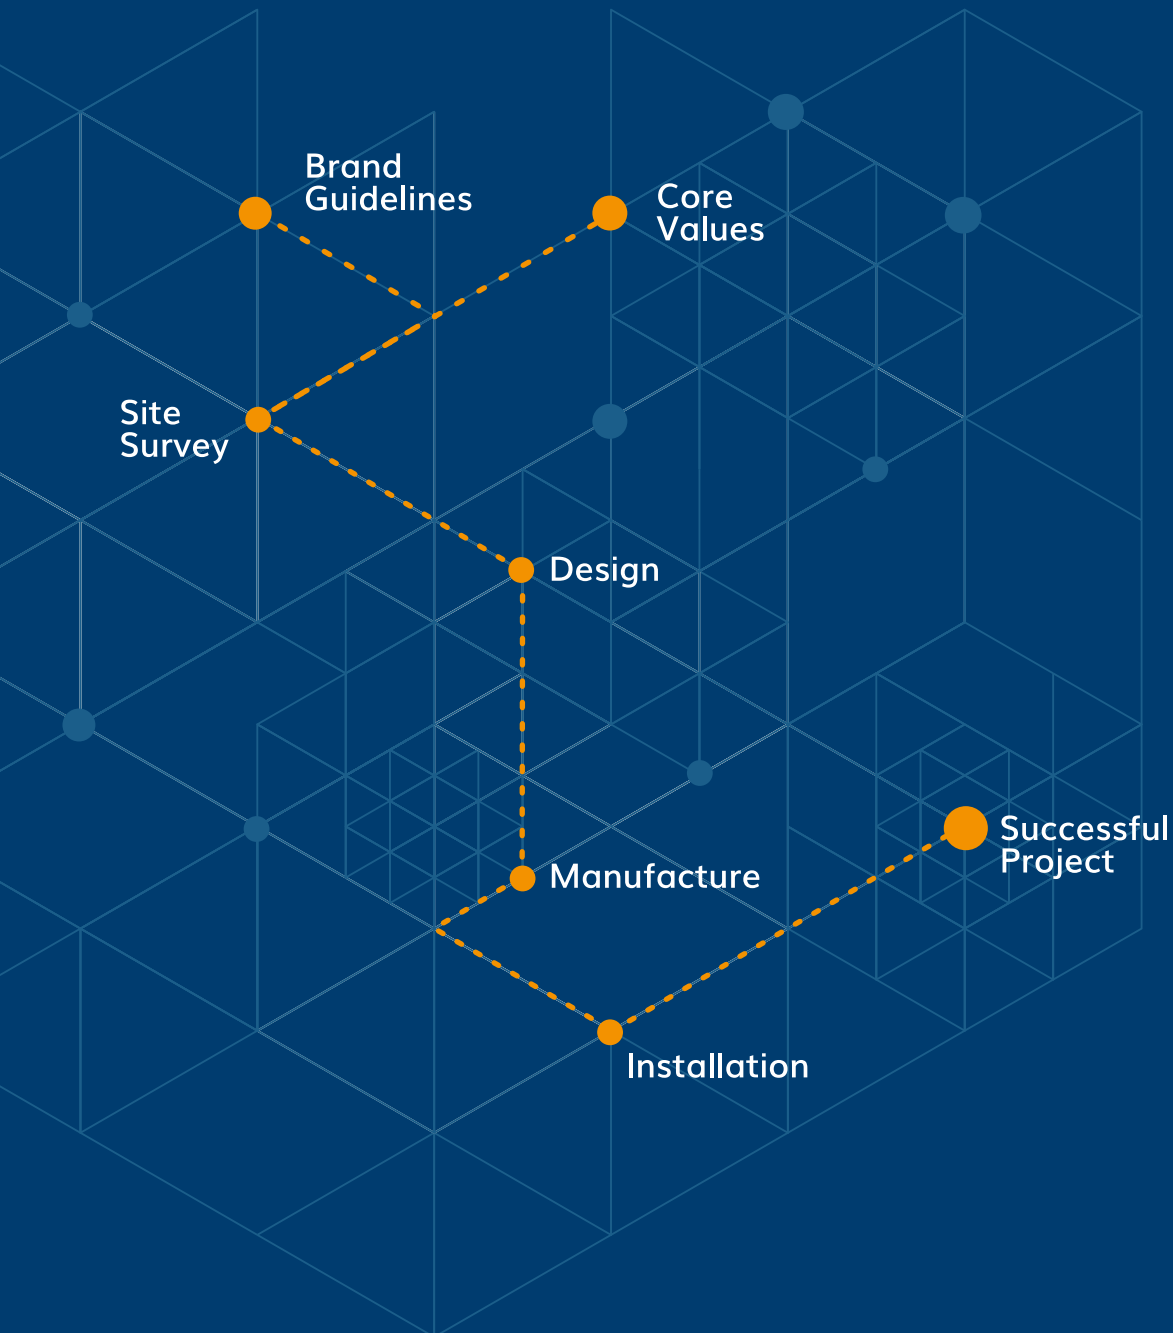 Brand
Guidelines
Core
Values
Site
Survey
Design
Manufacture
Successful
Project
Installation